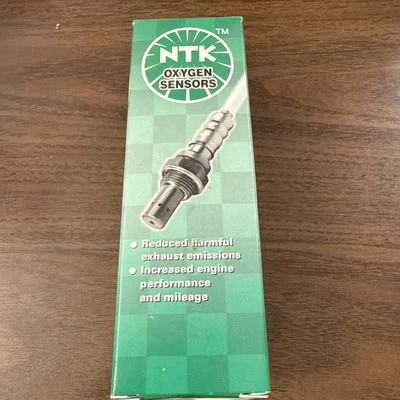 NTK
TM
OXYGEN
SENSORS
● Reduced harmful
exhaust emissions
● Increased engine
performance
and mileage